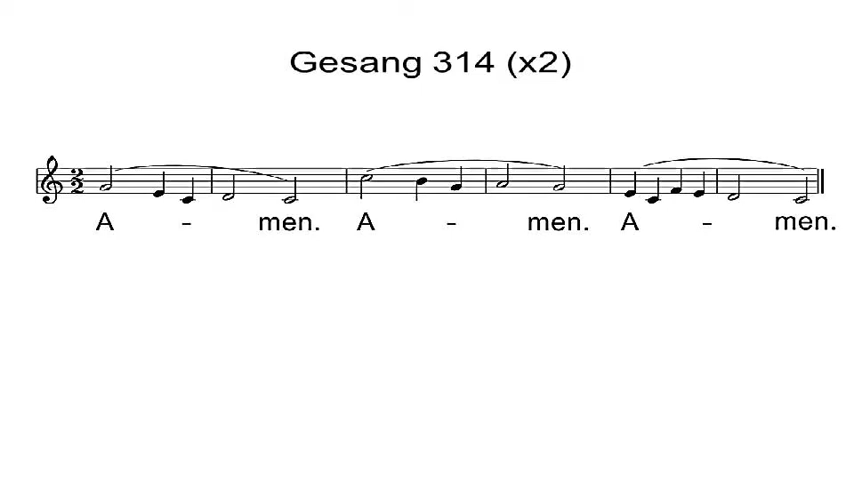 Gesang 314 (x2)
A - men. A - men. A - men.